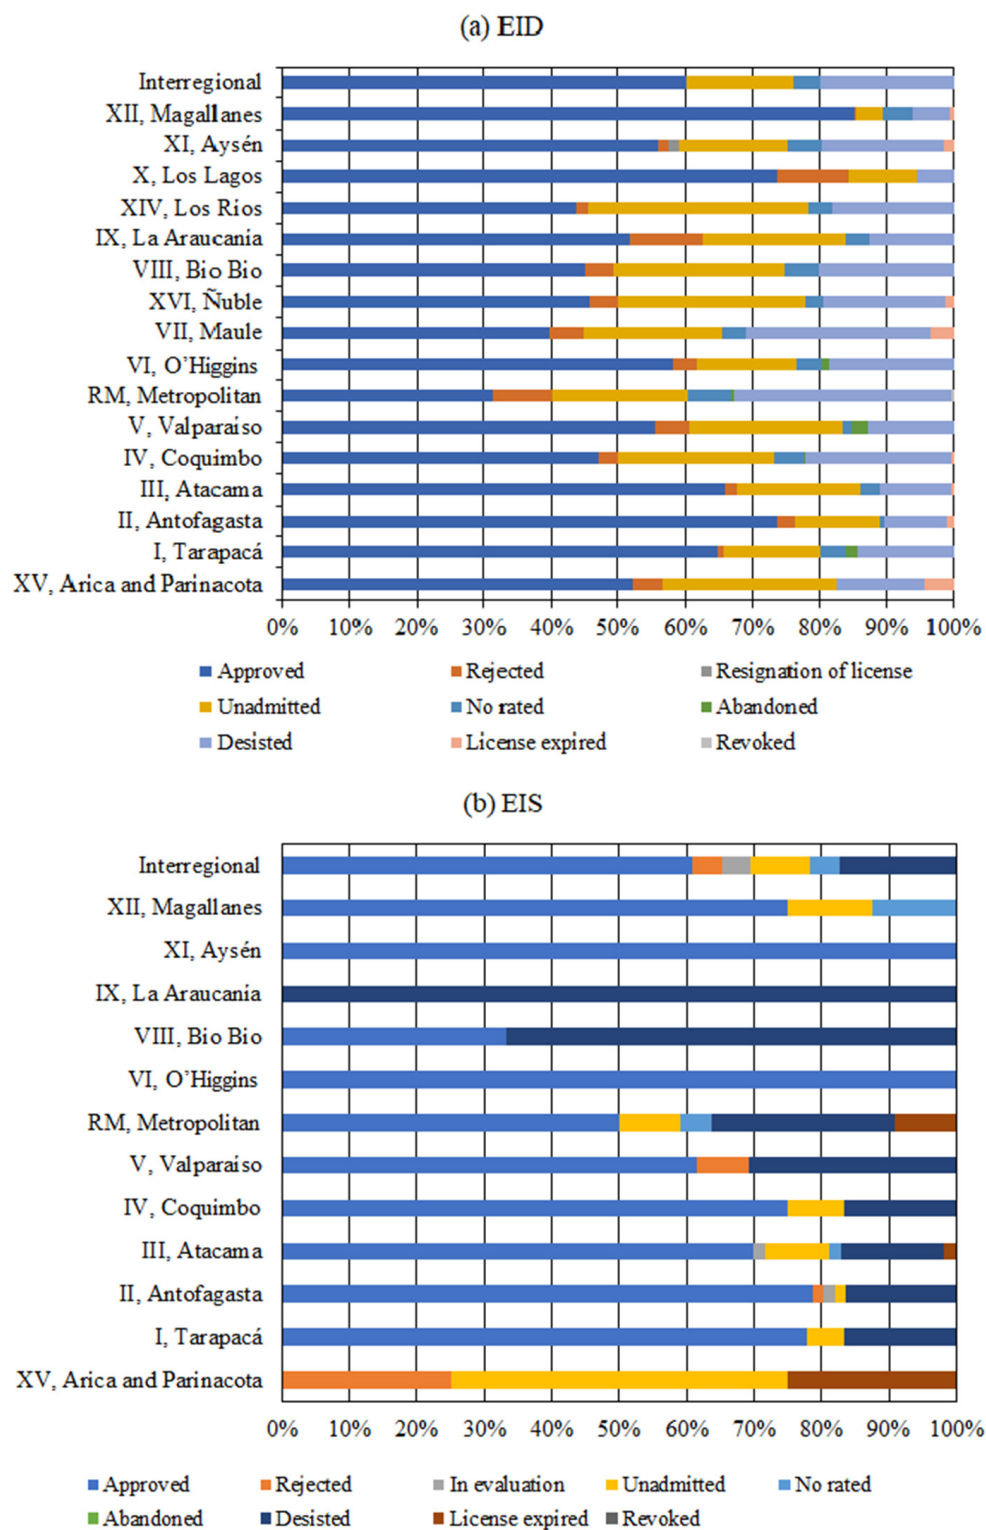 (a) EID
Interregional
XII, Magallanes
XI, Aysén
X, Los Lagos
XIV, Los Rios
IX, La Araucania
VIII, Bio Bio
XVI, Ñuble
VII, Maule
VI, O’Higgins
RM, Metropolitan
V, Valparaiso
IV, Coquimbo
III, Atacama
II, Antofagasta
I, Tarapacá
XV, Arica and Parinacota
0% 10% 20% 30% 40% 50% 60% 70% 80% 90% 100%
Approved Rejected Resignation of license
Unadmitted No rated Abandoned
Desisted License expired Revoked
(b) EIS
Interregional
XII, Magallanes
XI, Aysén
IX, La Araucania
VIII, Bio Bio
VI, O’Higgins
RM, Metropolitan
V, Valparaíso
IV, Coquimbo
III, Atacama
II, Antofagasta
I, Tarapacá
XV, Arica and Parinacota
0% 10% 20% 30% 40% 50% 60% 70% 80% 90% 100%
Approved Rejected In evaluation Unadmitted No rated
Abandoned Desisted License expired Revoked